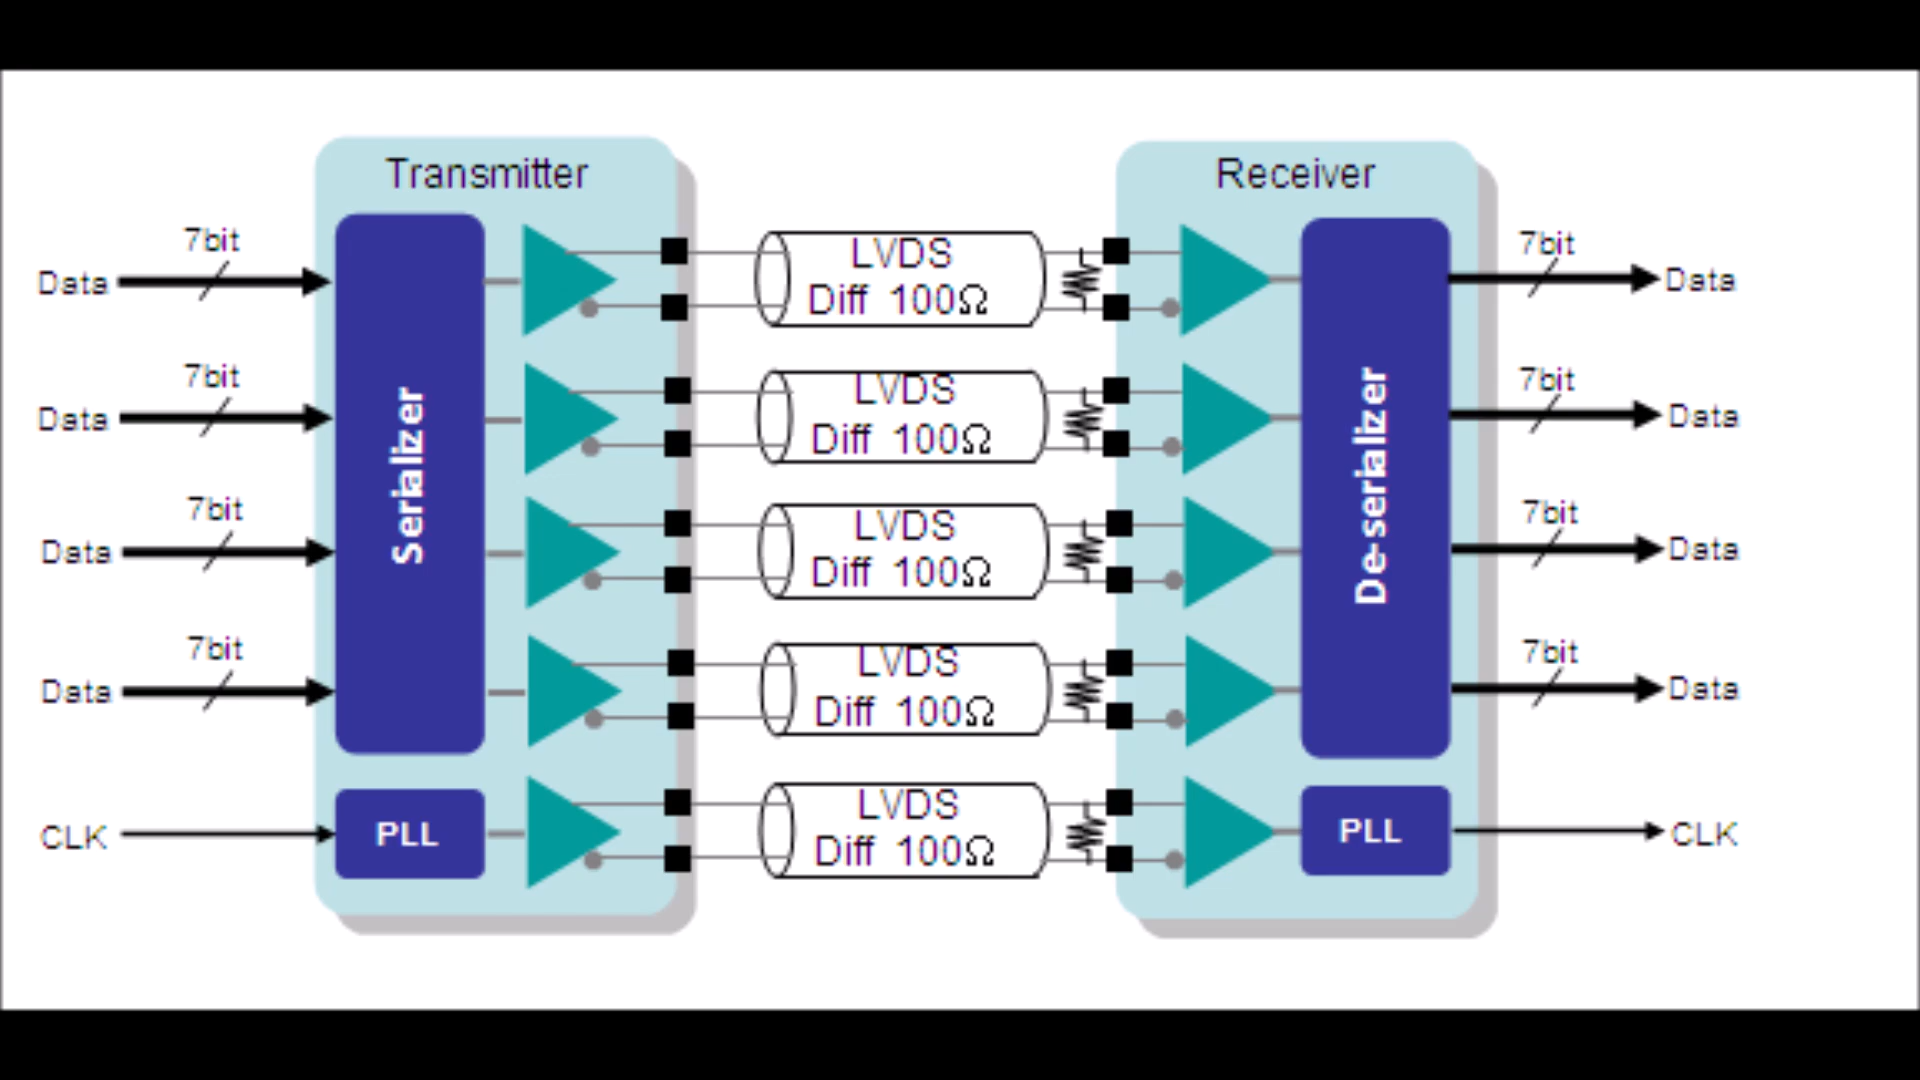 Transmitter
Receiver
7bit
Data
7bit
Data
7bit
Data
7bit
Data
CLK
Serializer
PLL
LVDS
Diff 100Ω
LVDS
Diff 100Ω
LVDS
Diff 100Ω
LVDS
Diff 100Ω
LVDS
Diff 100Ω
De-serializer
PLL
7bit
Data
7bit
Data
7bit
Data
7bit
Data
CLK